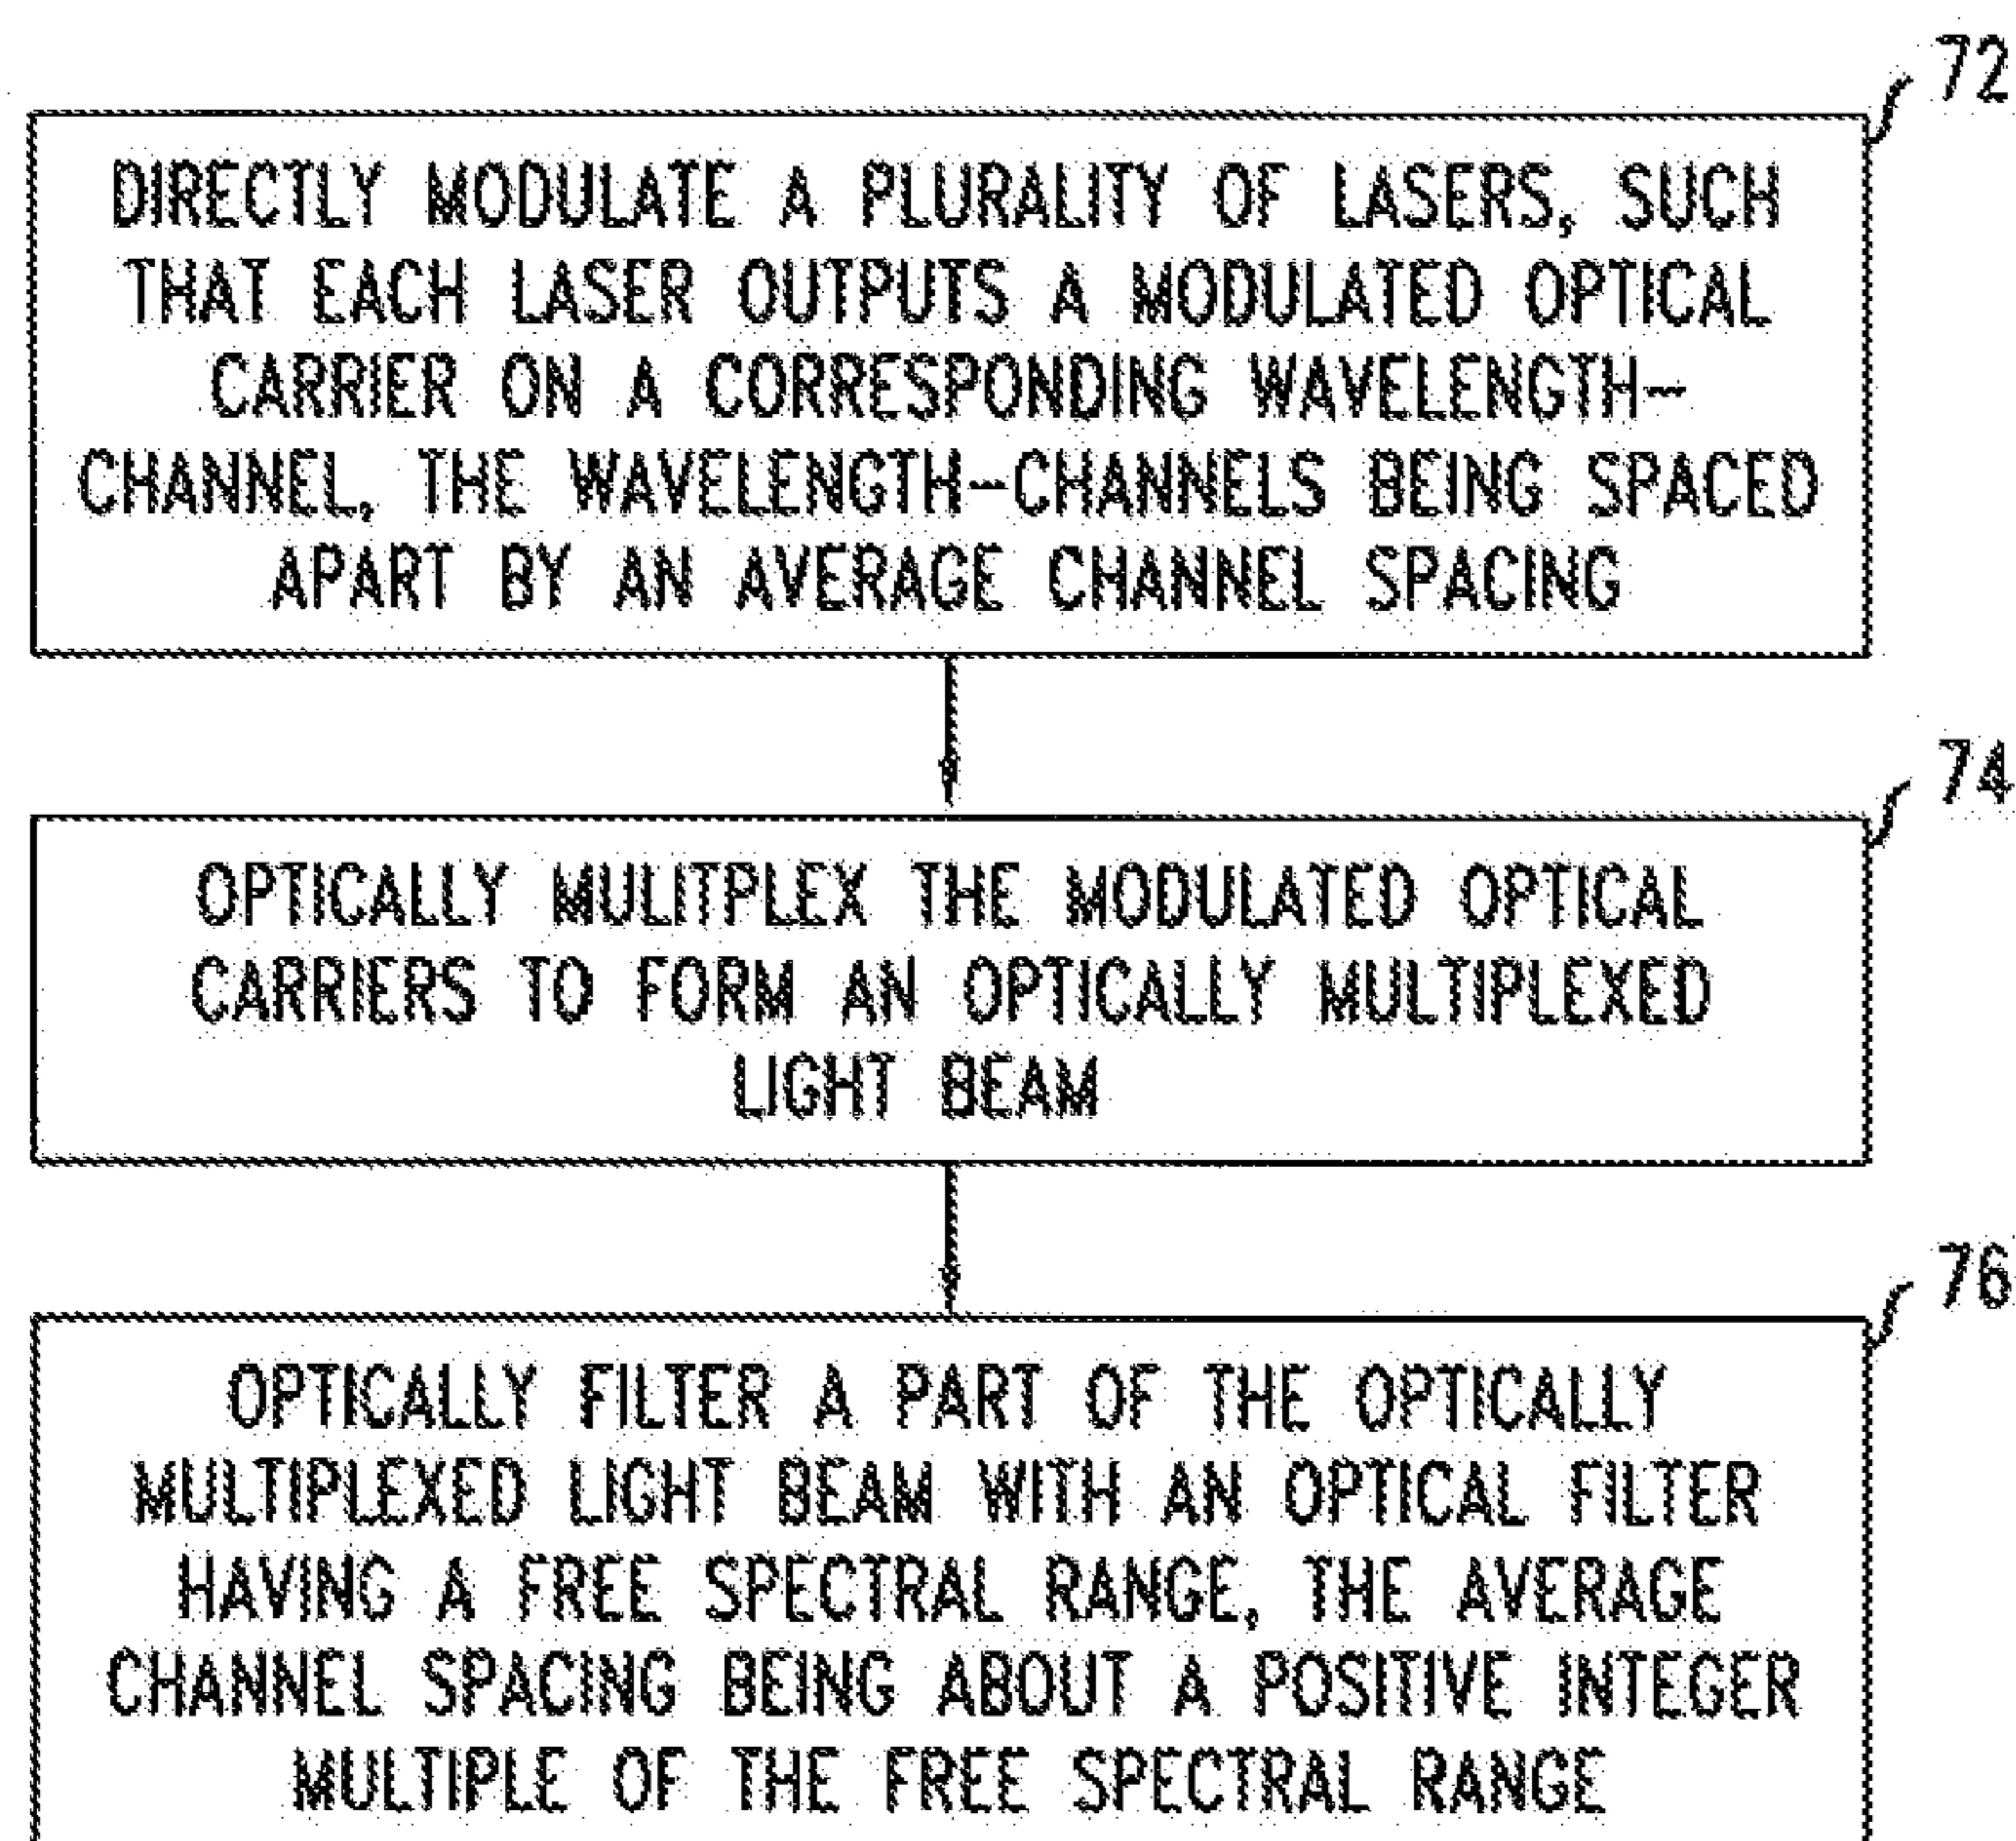 72
DIRECTLY MODULATE A PLURALITY OF LASERS, SUCH
THAT EACH LASER OUTPUTS A MODULATED OPTICAL
CARRIER ON A CORRESPONDING WAVELENGTH-
CHANNEL, THE WAVELENGTH-CHANNELS BEING SPACED
APART BY AN AVERAGE CHANNEL SPACING
74
OPTICALLY MULITPLEX THE MODULATED OPTICAL
CARRIERS TO FORM AN OPTICALLY MULTIPLEXED
LIGHT BEAM
76
OPTICALLY FILTER A PART OF THE OPTICALLY
MULTIPLEXED LIGHT BEAM WITH AN OPTICAL FILTER
HAVING A FREE SPECTRAL RANGE, THE AVERAGE
CHANNEL SPACING BEING ABOUT A POSITIVE INTEGER
MULTIPLE OF THE FREE SPECTRAL RANGE